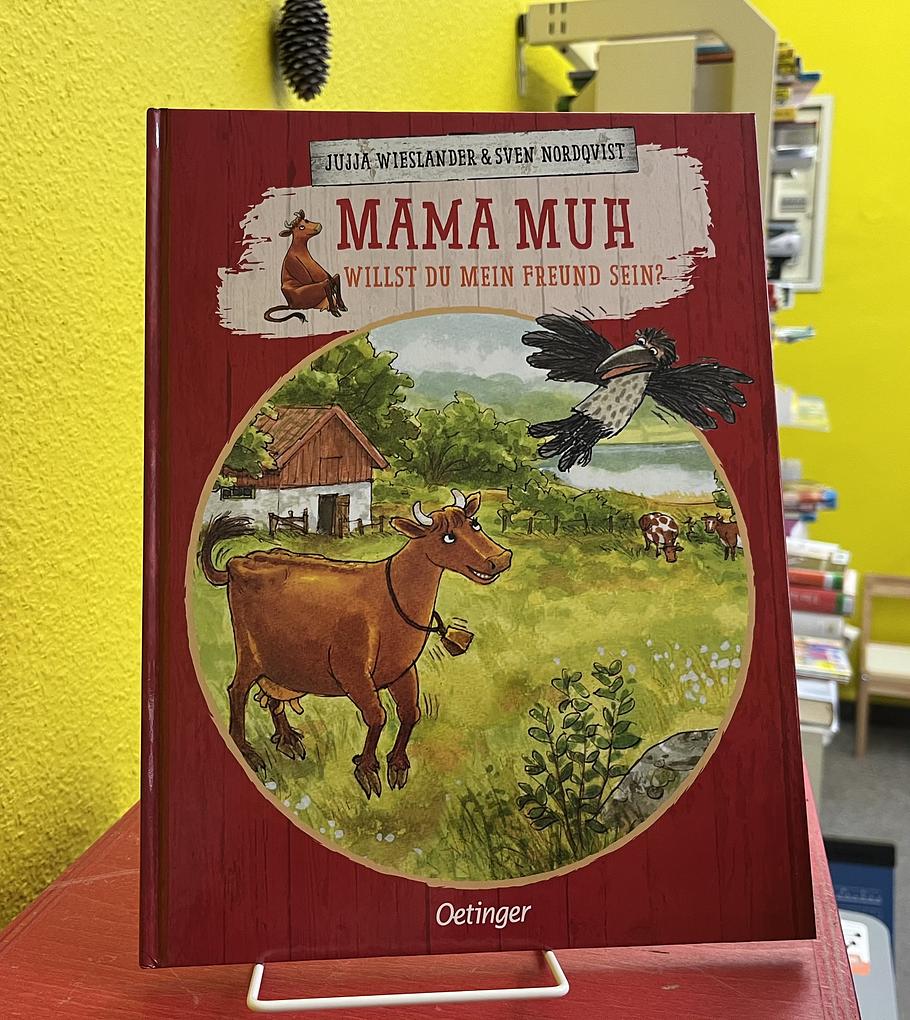 JUJJA WIESLANDER & SVEN NORDQVIST
MAMA MUH
WILLST DU MEIN FREUND SEIN?
Oetinger